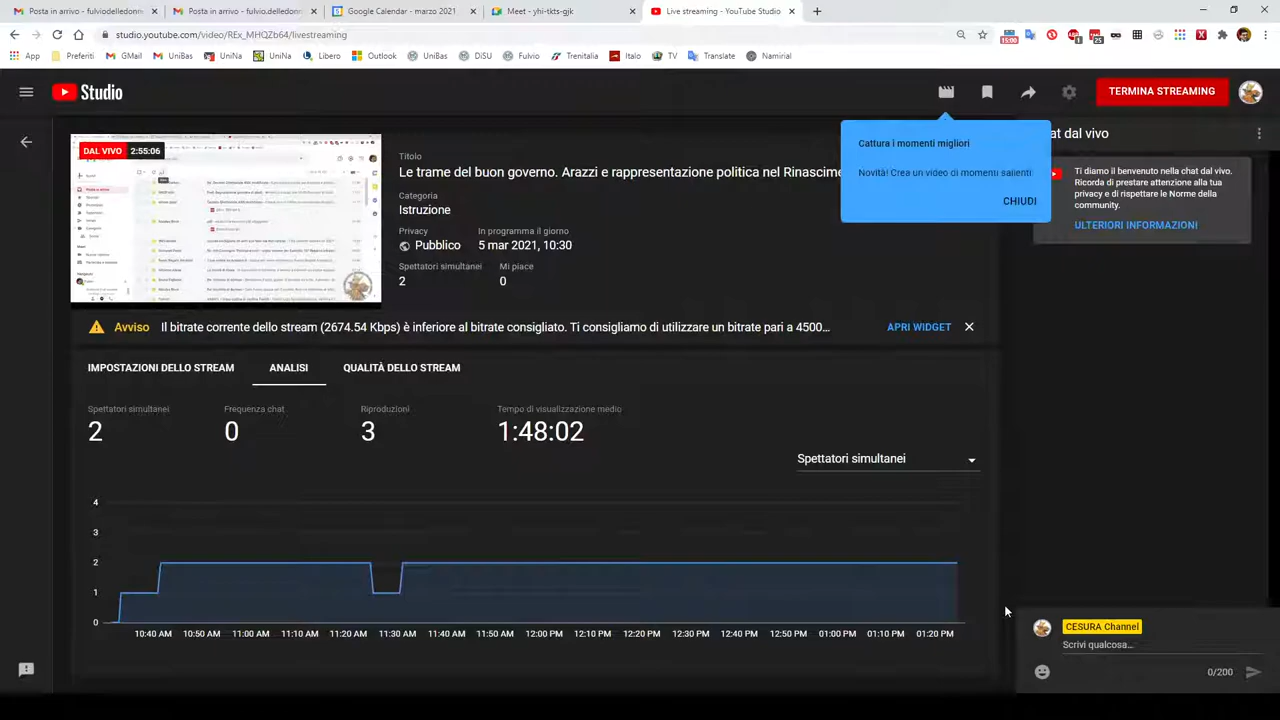 Posta in arrivo - fulviodelledonne
Posta in arrivo - fulvio.delledonn
Google Calendar - marzo 2021
Meet - yhi-tkts-gjk
Live streaming - YouTube Studio
studio.youtube.com/video/REx_MHQZb64/livestreaming
App
Preferiti
GMail
UniBas
UniNa
UniNa
Libero
Outlook
UniBas
DiSU
Fulvio
Trenitalia
Italo
TV
Translate
Namirial
Studio
TERMINA STREAMING
DAL VIVO 2:55:06
Titolo
Le trame del buon governo. Arazzi e rappresentazione politica nel Rinascime
Categoria
Istruzione
Privacy
Pubblico
In programma il giorno
5 mar 2021, 10:30
Spettatori simultanei
2
0
Cattura i momenti migliori
Novità! Crea un video di momenti salienti
CHIUDI
at dal vivo
Ti diamo il benvenuto nella chat dal vivo.
Ricorda di prestare attenzione alla tua
privacy e di rispettare le Norme della
community.
ULTERIORI INFORMAZIONI
Avviso Il bitrate corrente dello stream (2674.54 Kbps) è inferiore al bitrate consigliato. Ti consigliamo di utilizzare un bitrate pari a 4500...
APRI WIDGET
IMPOSTAZIONI DELLO STREAM
ANALISI
QUALITÀ DELLO STREAM
Spettatori simultanei
2
Frequenza chat
0
Riproduzioni
3
Tempo di visualizzazione medio
1:48:02
Spettatori simultanei
4
3
2
1
0
10:40 AM 10:50 AM 11:00 AM 11:10 AM 11:20 AM 11:30 AM 11:40 AM 11:50 AM 12:00 PM 12:10 PM 12:20 PM 12:30 PM 12:40 PM 12:50 PM 01:00 PM 01:10 PM 01:20 PM
CESURA Channel
Scrivi qualcosa...
0/200